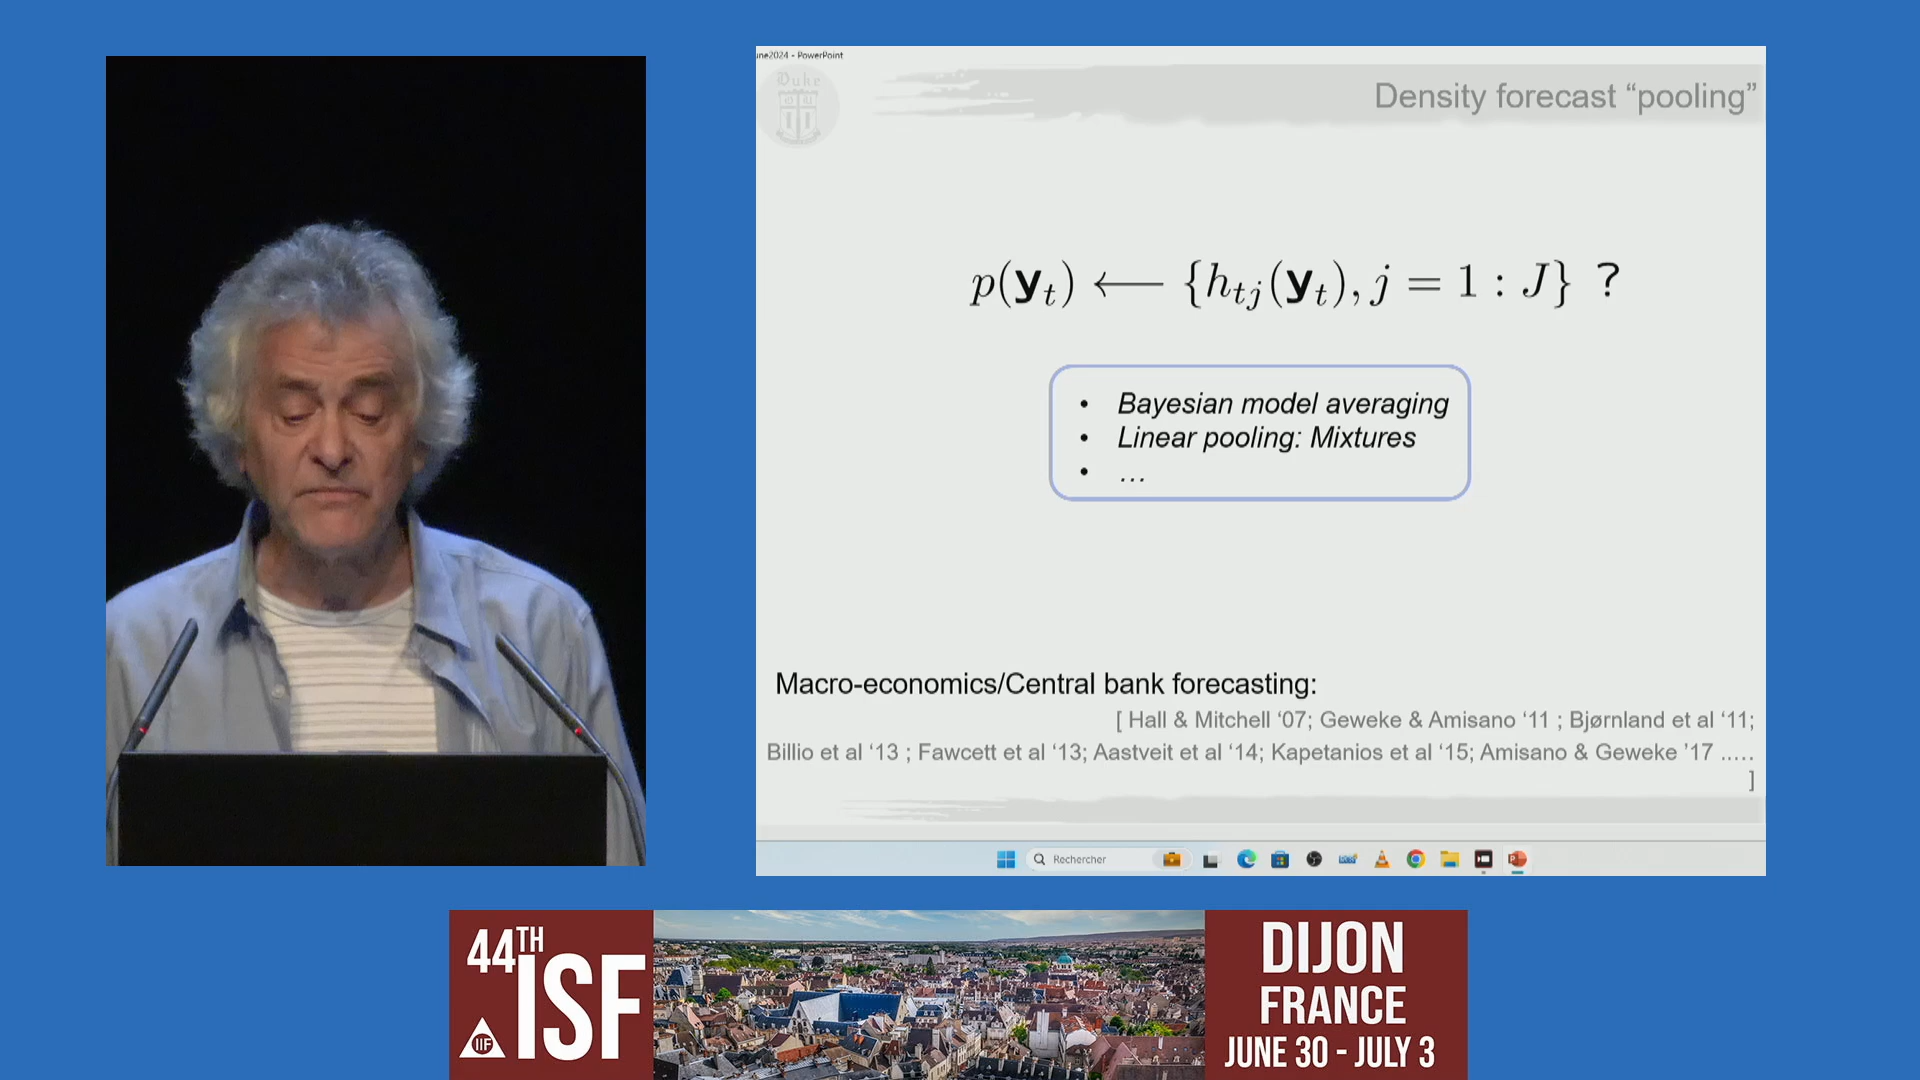 une2024 - PowerPoint
Duke
Density forecast “pooling”
p(y_t) ⟵ {h_{tj}(y_t), j = 1 : J} ?
• Bayesian model averaging
• Linear pooling: Mixtures
• …
Macro-economics/Central bank forecasting:
[ Hall & Mitchell ‘07; Geweke & Amisano ‘11 ; Bjørnland et al ‘11;
Billio et al ‘13 ; Fawcett et al ‘13; Aastveit et al ‘14; Kapetanios et al ‘15; Amisano & Geweke ’17 .....
]
Rechercher
44TH ISF
IIF
DIJON
FRANCE
JUNE 30 - JULY 3